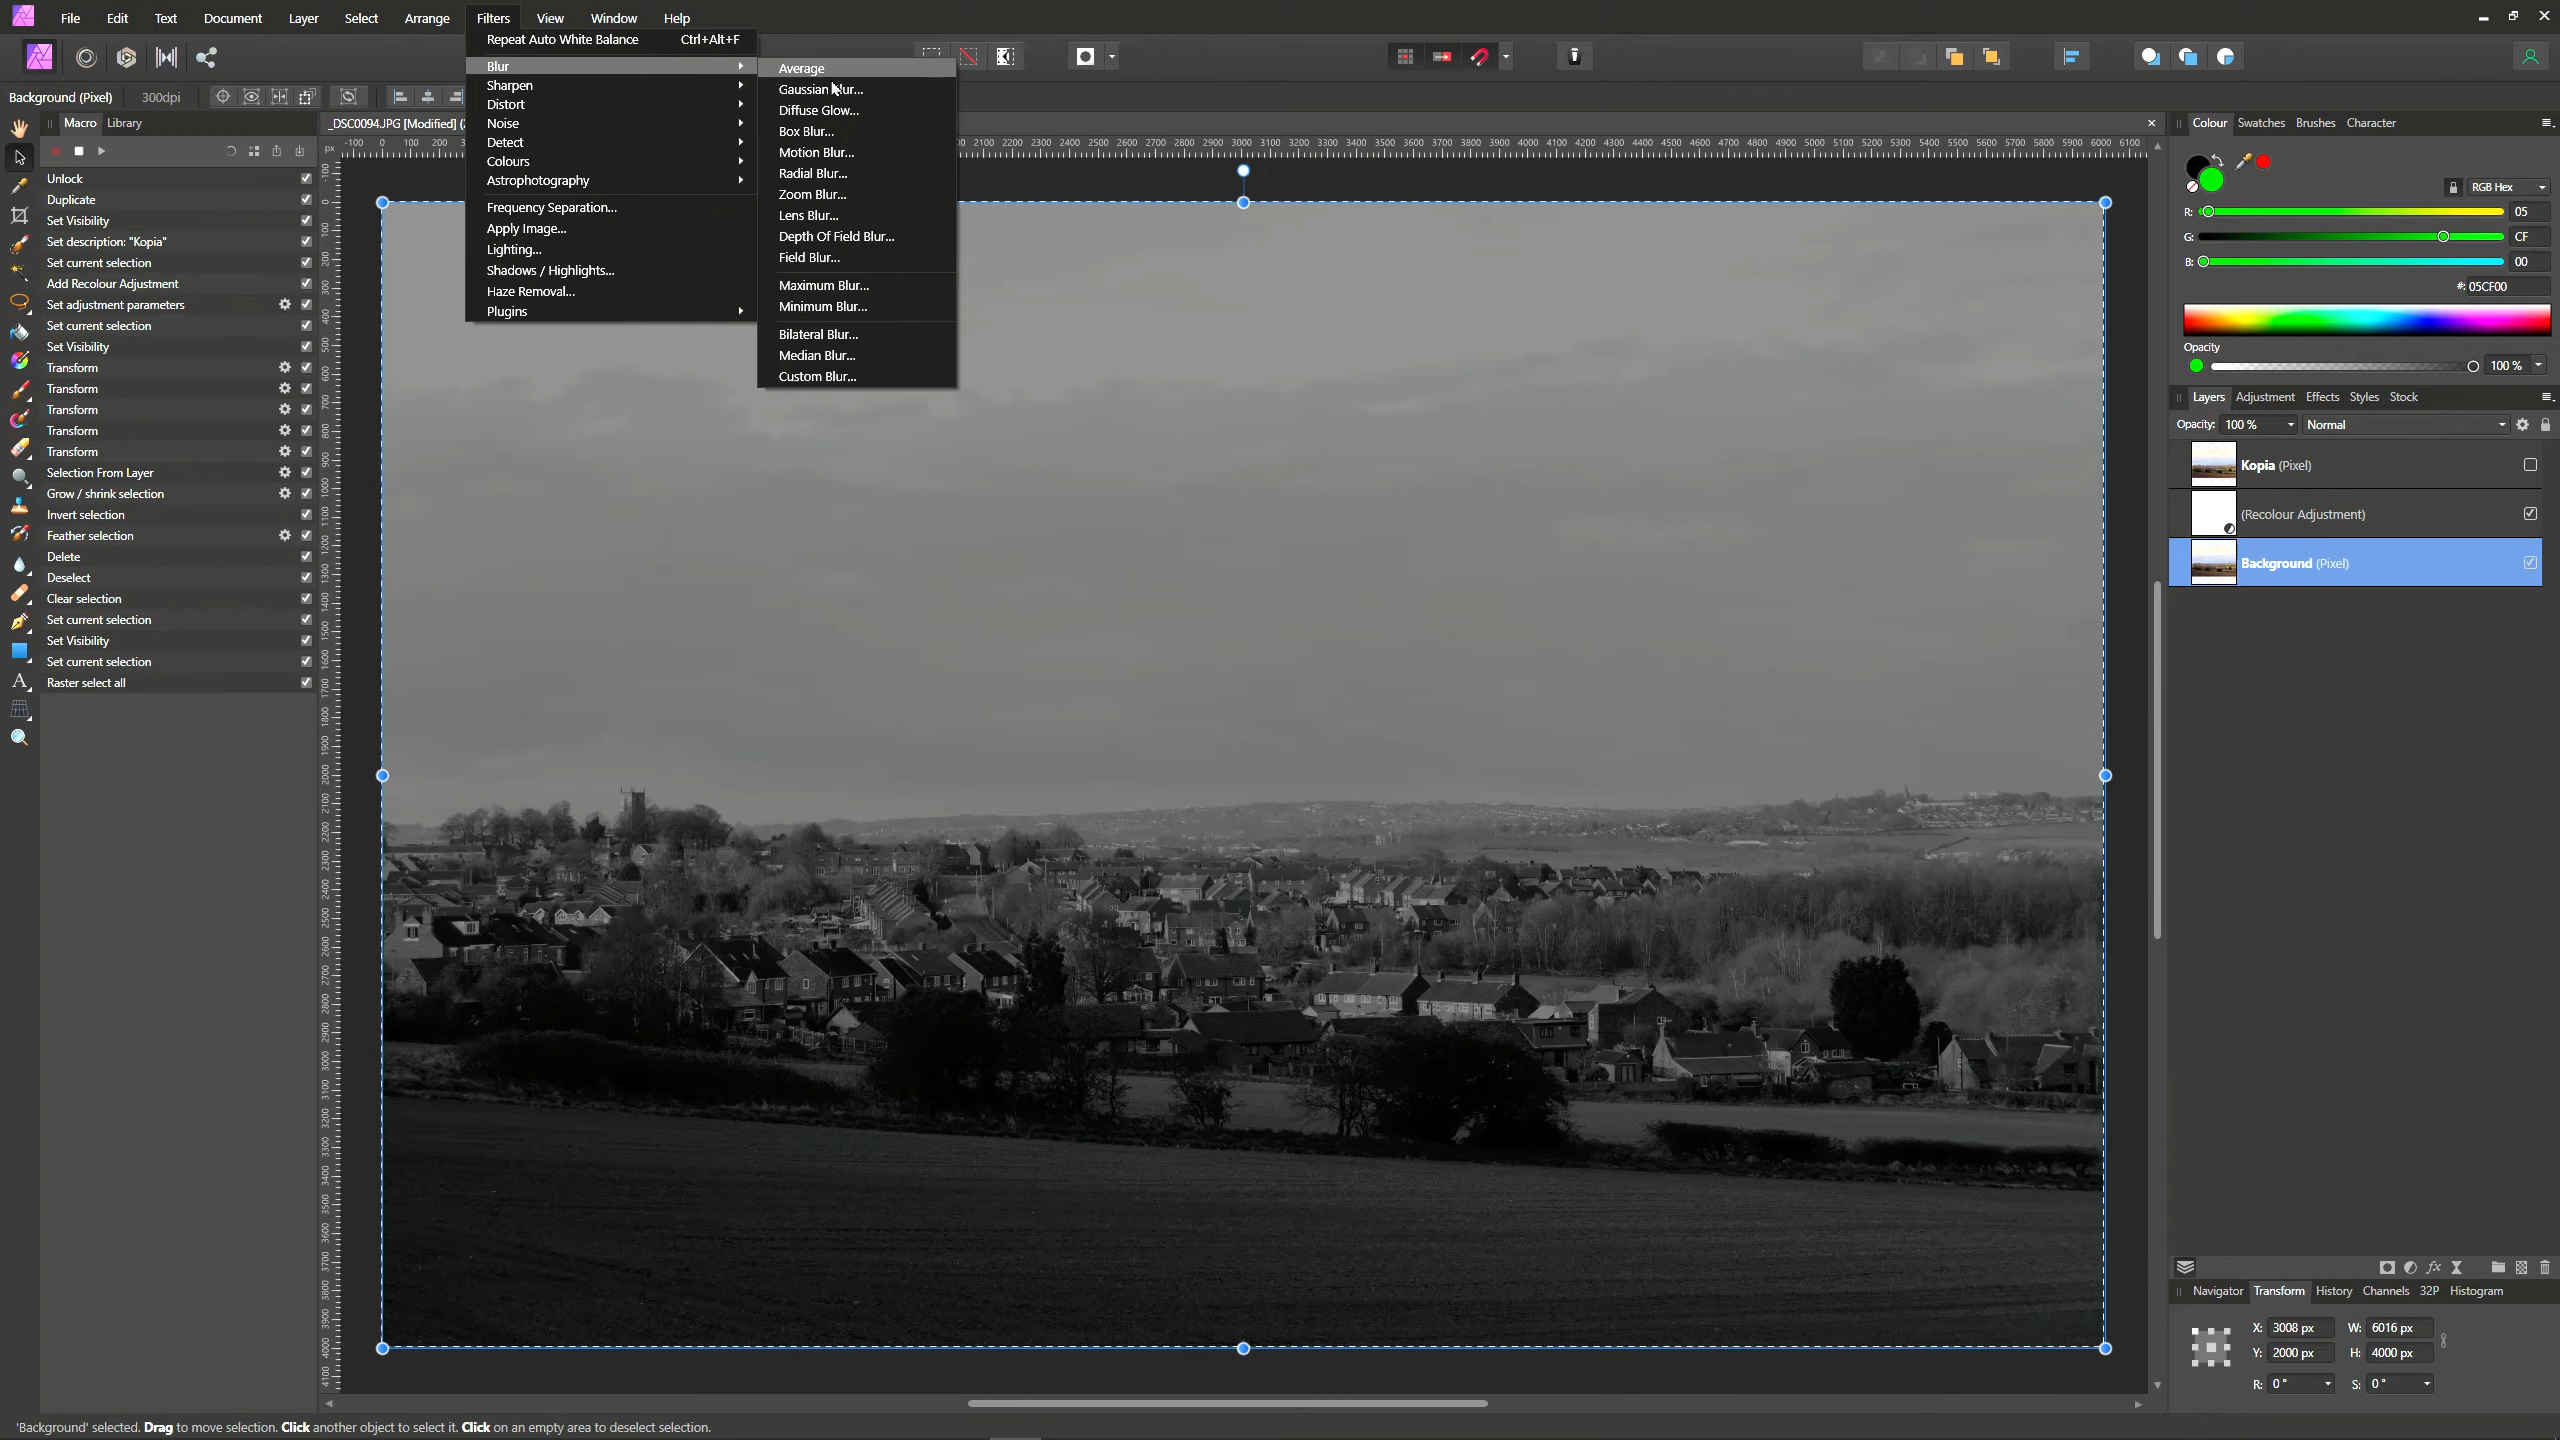 File Edit Text Document Layer Select Arrange Filters View Window Help
Repeat Auto White Balance Ctrl+Alt+F
Blur
Sharpen
Distort
Noise
Detect
Colours
Astrophotography
Frequency Separation...
Apply Image...
Lighting...
Shadows / Highlights...
Haze Removal...
Plugins
Average
Gaussian Blur...
Diffuse Glow...
Box Blur...
Motion Blur...
Radial Blur...
Zoom Blur...
Lens Blur...
Depth Of Field Blur...
Field Blur...
Maximum Blur...
Minimum Blur...
Bilateral Blur...
Median Blur...
Custom Blur...
Background (Pixel) 300dpi
Macro Library
_DSC0094.JPG [Modified]
Unlock
Duplicate
Set Visibility
Set description: "Kopia"
Set current selection
Add Recolour Adjustment
Set adjustment parameters
Set current selection
Set Visibility
Transform
Transform
Transform
Transform
Transform
Selection From Layer
Grow / shrink selection
Invert selection
Feather selection
Delete
Deselect
Clear selection
Set current selection
Set Visibility
Set current selection
Raster select all
Colour Swatches Brushes Character
RGB Hex
R: 05
G: CF
B: 00
#: 05CF00
Opacity
100 %
Layers Adjustment Effects Styles Stock
Opacity: 100 % Normal
Kopia (Pixel)
(Recolour Adjustment)
Background (Pixel)
Navigator Transform History Channels 32P Histogram
X: 3008 px W: 6016 px
Y: 2000 px H: 4000 px
R: 0 ° S: 0 °
'Background' selected. Drag to move selection. Click another object to select it. Click on an empty area to deselect selection.